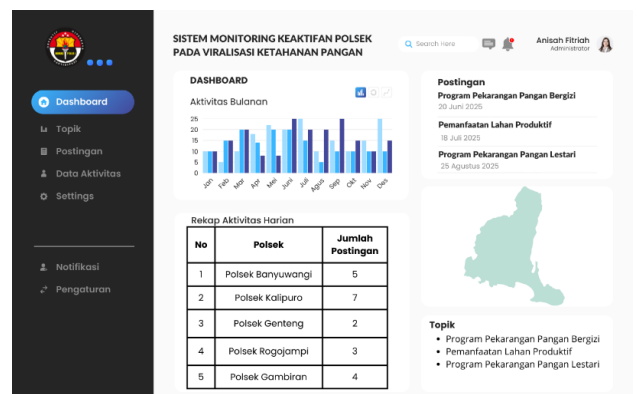 SISTEM MONITORING KEAKTIFAN POLSEK
PADA VIRALISASI KETAHANAN PANGAN
Search Here
Anisah Fitriah
Administrator
Dashboard
Topik
Postingan
Data Aktivitas
Settings
Notifikasi
Pengaturan
DASHBOARD
Aktivitas Bulanan
25
20
15
10
5
0
Jan Feb Mar Apr Mei Juni Juli Agus Sep Okt Nov Des
Rekap Aktivitas Harian
No Polsek Jumlah
Postingan
1 Polsek Banyuwangi 5
2 Polsek Kalipuro 7
3 Polsek Genteng 2
4 Polsek Rogojampi 3
5 Polsek Gambiran 4
Postingan
Program Pekarangan Pangan Bergizi
20 Juni 2025
Pemanfaatan Lahan Produktif
18 Juli 2025
Program Pekarangan Pangan Lestari
25 Agustus 2025
Topik
• Program Pekarangan Pangan Bergizi
• Pemanfaatan Lahan Produktif
• Program Pekarangan Pangan Lestari